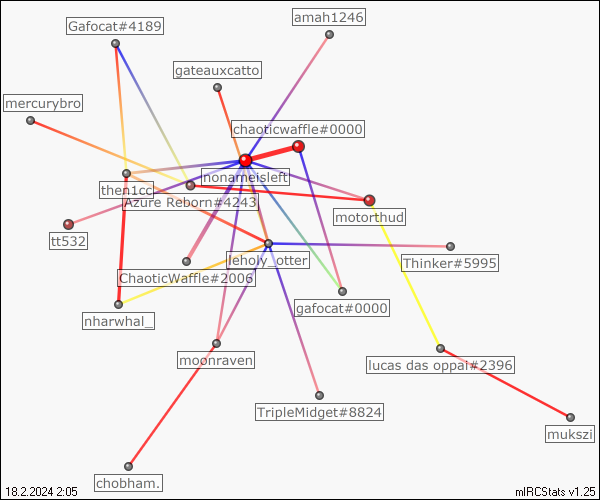 Gafocat#4189
amah1246
gateauxcatto
mercurybro
chaoticwaffle#0000
nonameisleft
then1cc
Azure Reborn#4243
motorthud
tt532
leholy_otter
Thinker#5995
ChaoticWaffle#2006
gafocat#0000
nharwhal_
moonraven
lucas das oppai#2396
TripleMidget#8824
mukszi
chobham.
18.2.2024 2:05
mIRCStats v1.25